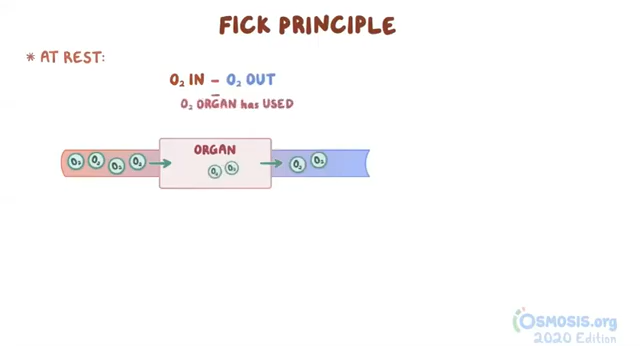 FICK PRINCIPLE
* AT REST:
O₂ IN – O₂ OUT
=
O₂ ORGAN has USED
ORGAN
O₂ O₂ O₂ O₂ O₂ O₂ O₂ O₂
OSMOSIS.org
2020 Edition